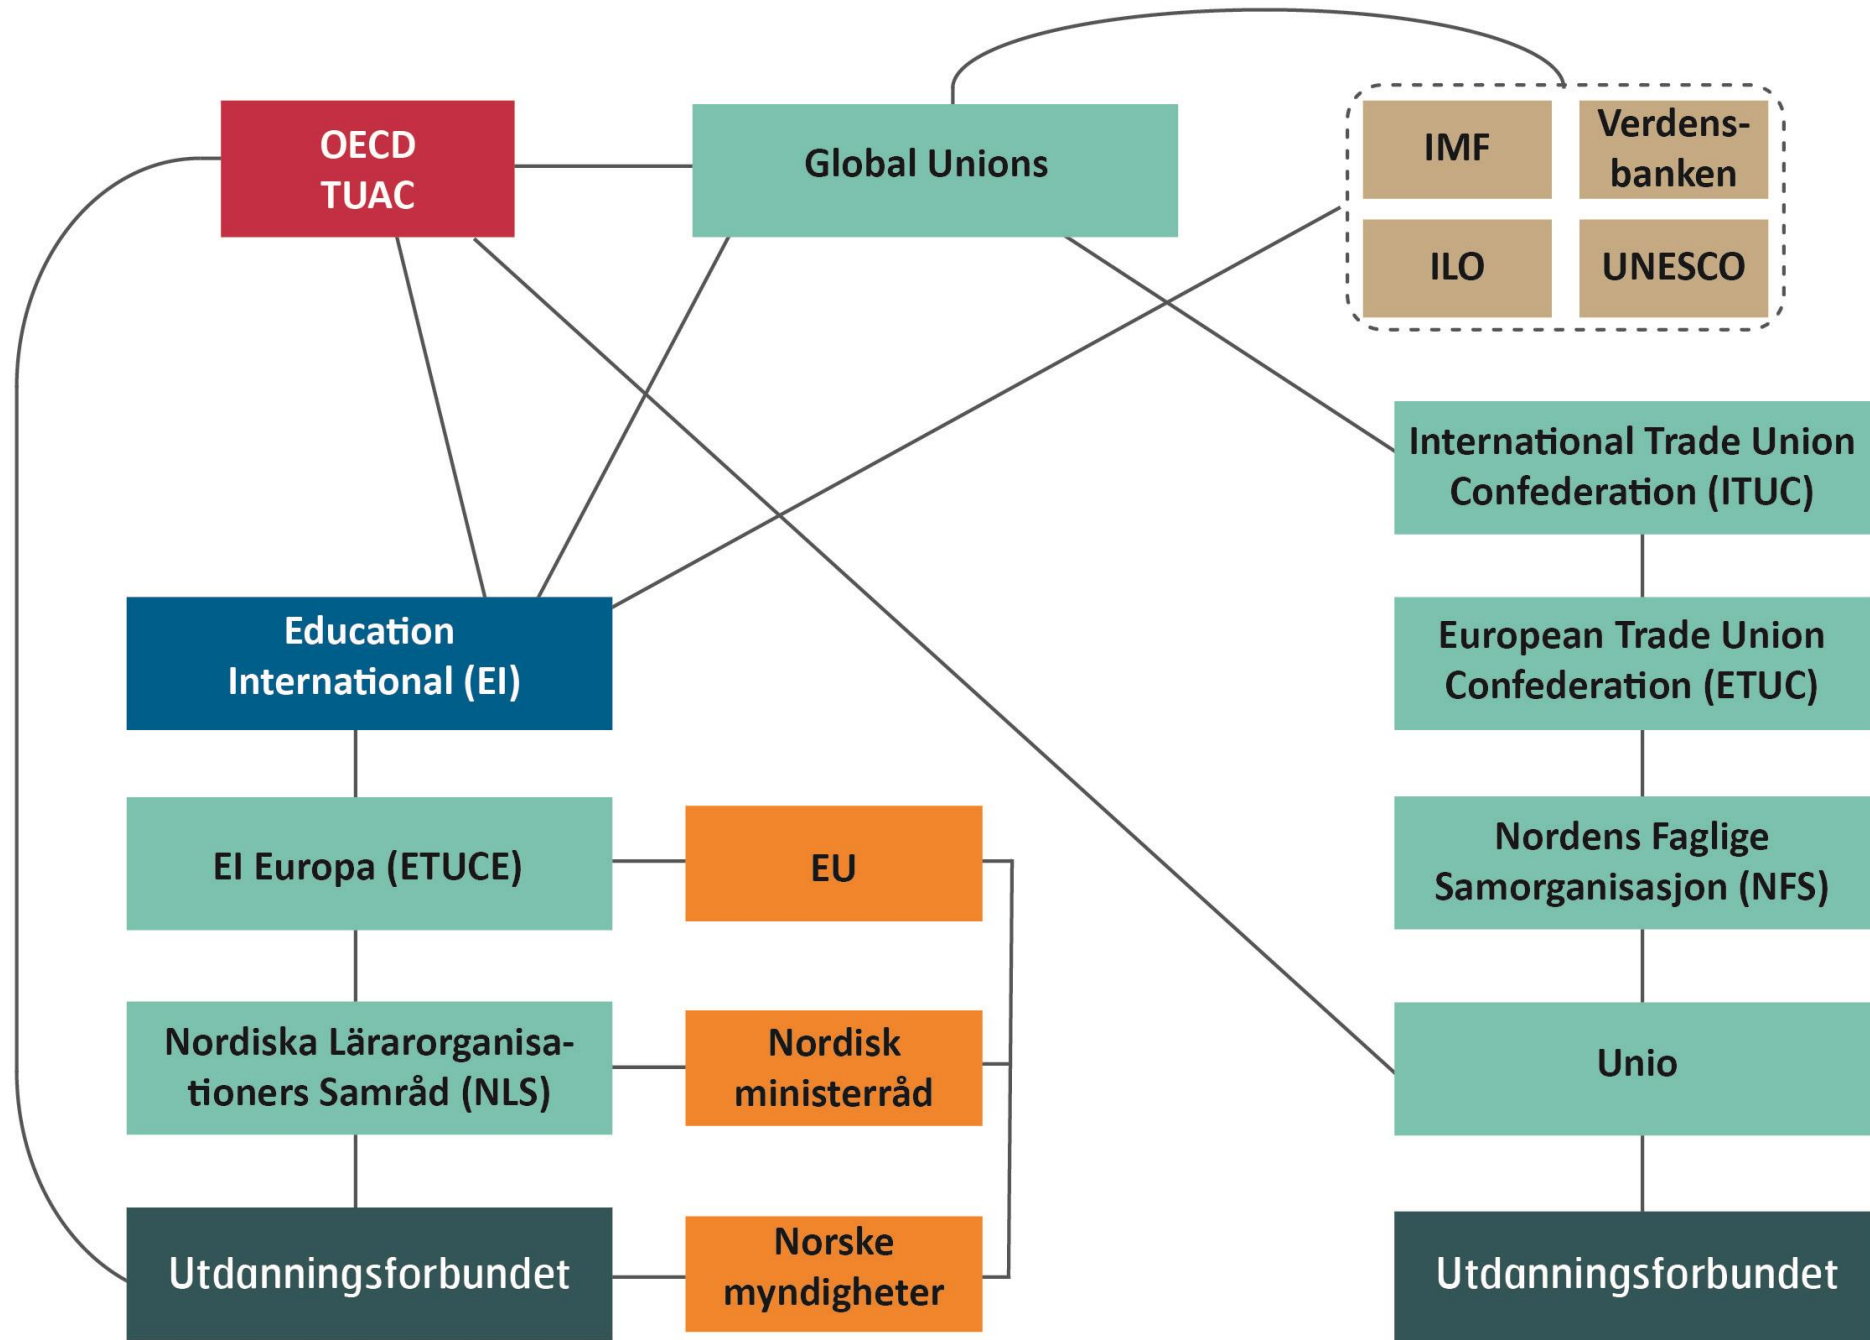 OECD
TUAC
Global Unions
IMF
Verdens-
banken
ILO
UNESCO
International Trade Union
Confederation (ITUC)
Education
International (EI)
European Trade Union
Confederation (ETUC)
EI Europa (ETUCE)
EU
Nordens Faglige
Samorganisasjon (NFS)
Nordiska Lärarorganisa-
tioners Samråd (NLS)
Nordisk
ministerråd
Unio
Utdanningsforbundet
Norske
myndigheter
Utdanningsforbundet